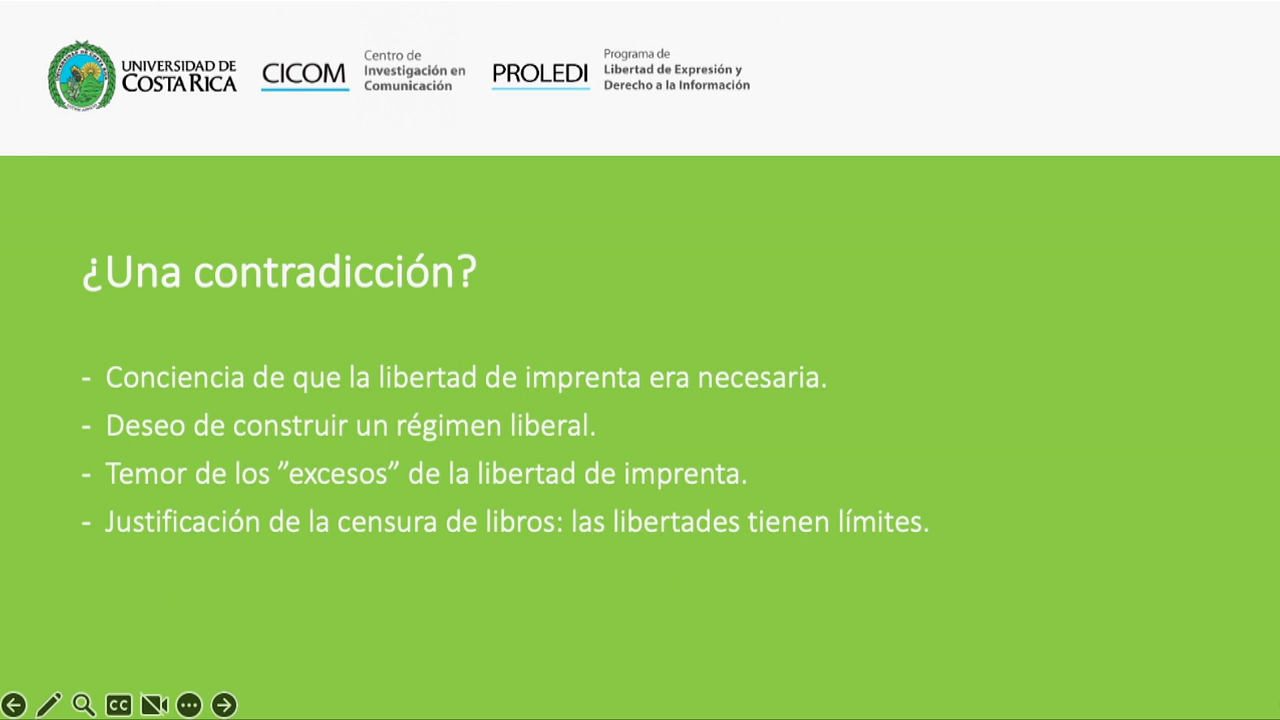 UNIVERSIDAD DE
COSTA RICA
CICOM
Centro de
Investigación en
Comunicación
PROLEDI
Programa de
Libertad de Expresión y
Derecho a la Información
¿Una contradicción?
- Conciencia de que la libertad de imprenta era necesaria.
- Deseo de construir un régimen liberal.
- Temor de los ”excesos” de la libertad de imprenta.
- Justificación de la censura de libros: las libertades tienen límites.
CC